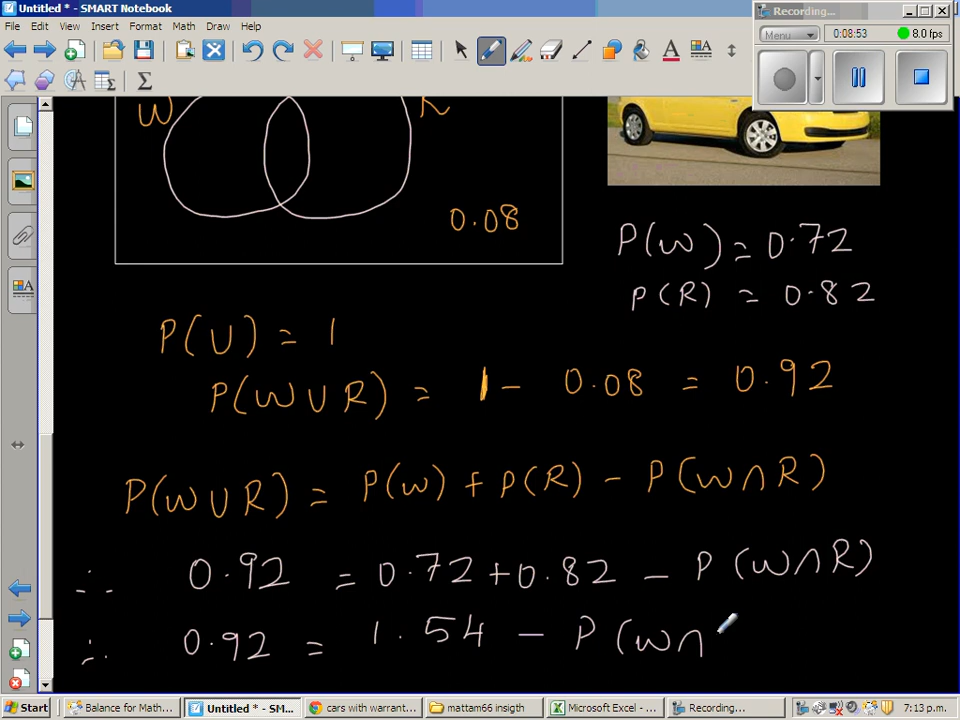 Untitled * - SMART Notebook
File Edit View Insert Format Math Draw Help
Recording...
Menu 0:08:53 8.0 fps
W R
0.08
P(W) = 0.72
P(R) = 0.82
P(U) = 1
P(W∪R) = 1 - 0.08 = 0.92
P(W∪R) = P(W) + P(R) - P(W∩R)
∴ 0.92 = 0.72 + 0.82 - P(W∩R)
∴ 0.92 = 1.54 - P(W∩
Start Balance for Math... Untitled * - SM... cars with warrant... mattam66 insigth Microsoft Excel - ... Recording... 7:13 p.m.